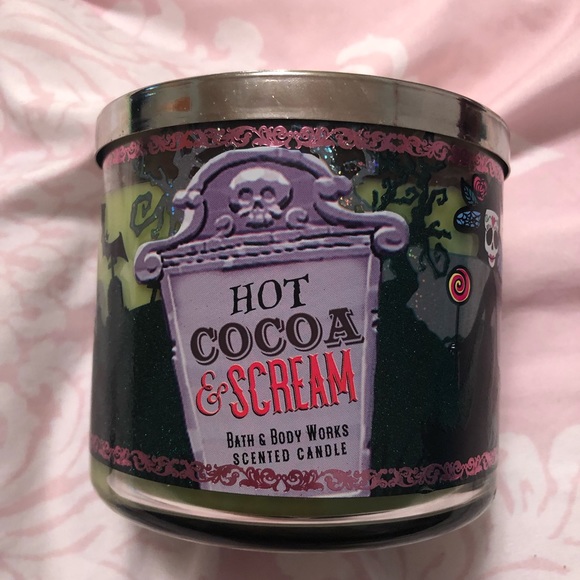 HOT
COCOA
& SCREAM
BATH & BODY WORKS
SCENTED CANDLE